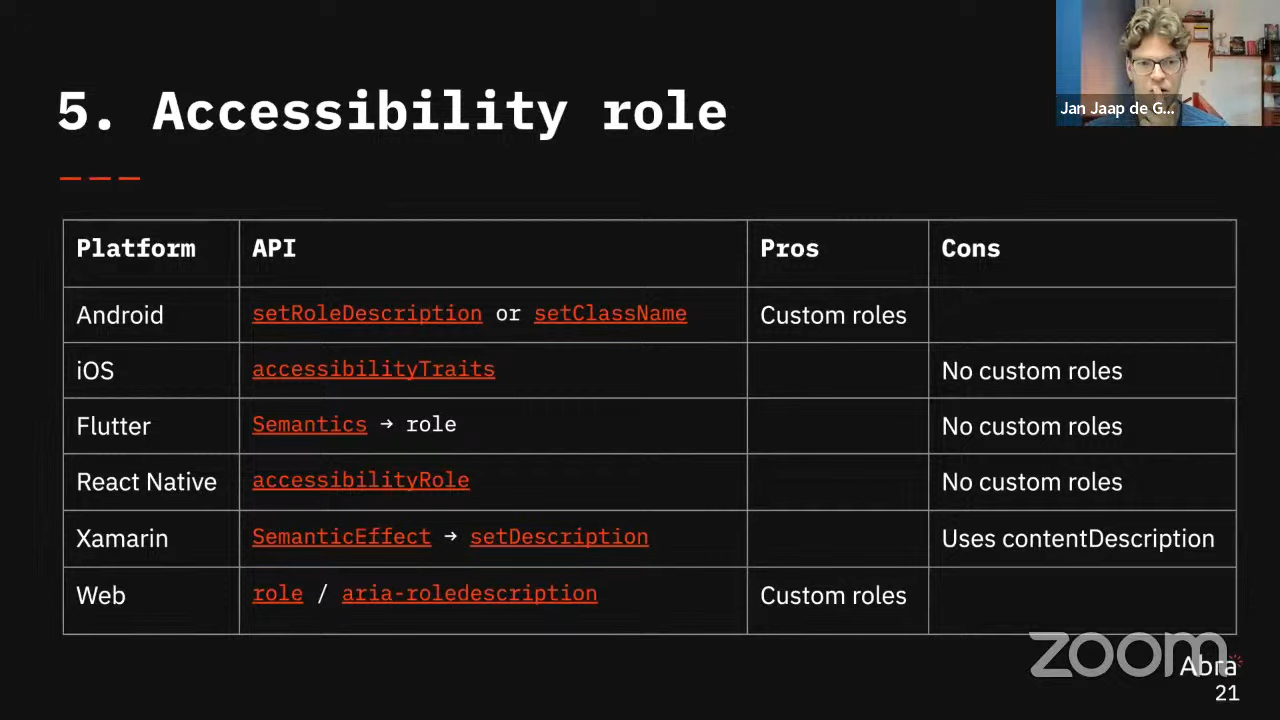 Jan Jaap de G...
5. Accessibility role
Platform API Pros Cons
Android setRoleDescription or setClassName Custom roles
iOS accessibilityTraits No custom roles
Flutter Semantics → role No custom roles
React Native accessibilityRole No custom roles
Xamarin SemanticEffect → setDescription Uses contentDescription
Web role / aria-roledescription Custom roles
zoom
Abra
21